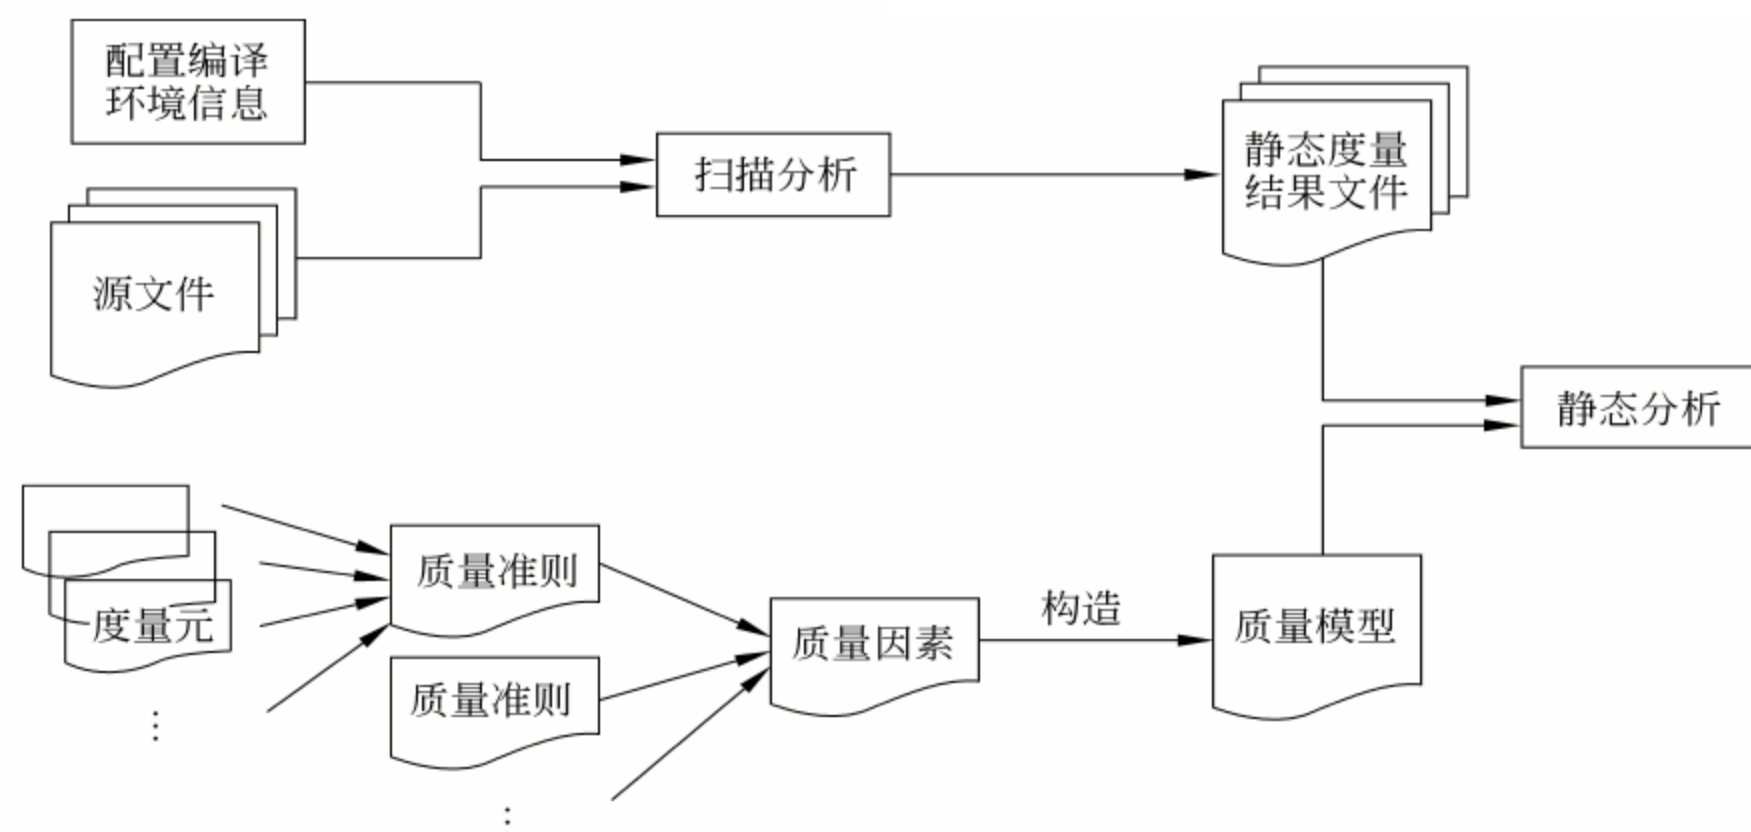 配置编译
环境信息
源文件
扫描分析
静态度量
结果文件
静态分析
度量元
⋮
质量准则
质量准则
⋮
质量因素
构造
质量模型